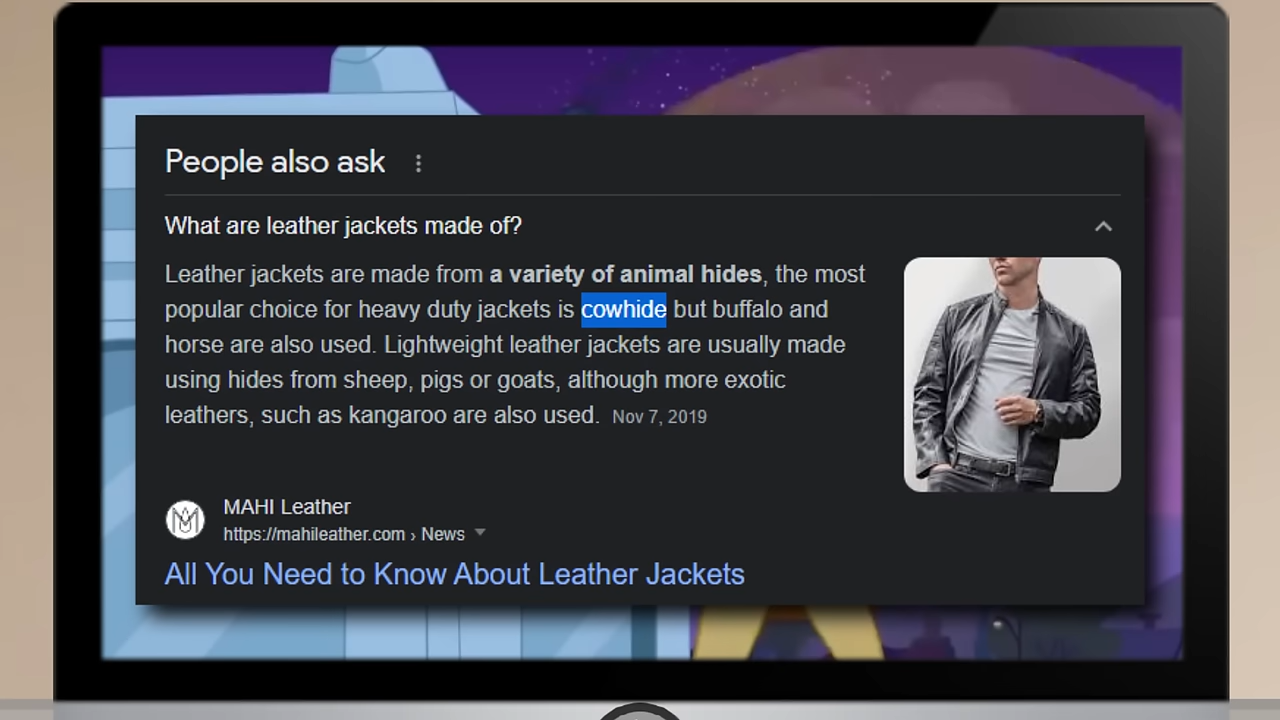 People also ask
What are leather jackets made of?
Leather jackets are made from a variety of animal hides, the most
popular choice for heavy duty jackets is cowhide but buffalo and
horse are also used. Lightweight leather jackets are usually made
using hides from sheep, pigs or goats, although more exotic
leathers, such as kangaroo are also used. Nov 7, 2019
MAHI Leather
https://mahileather.com › News
All You Need to Know About Leather Jackets